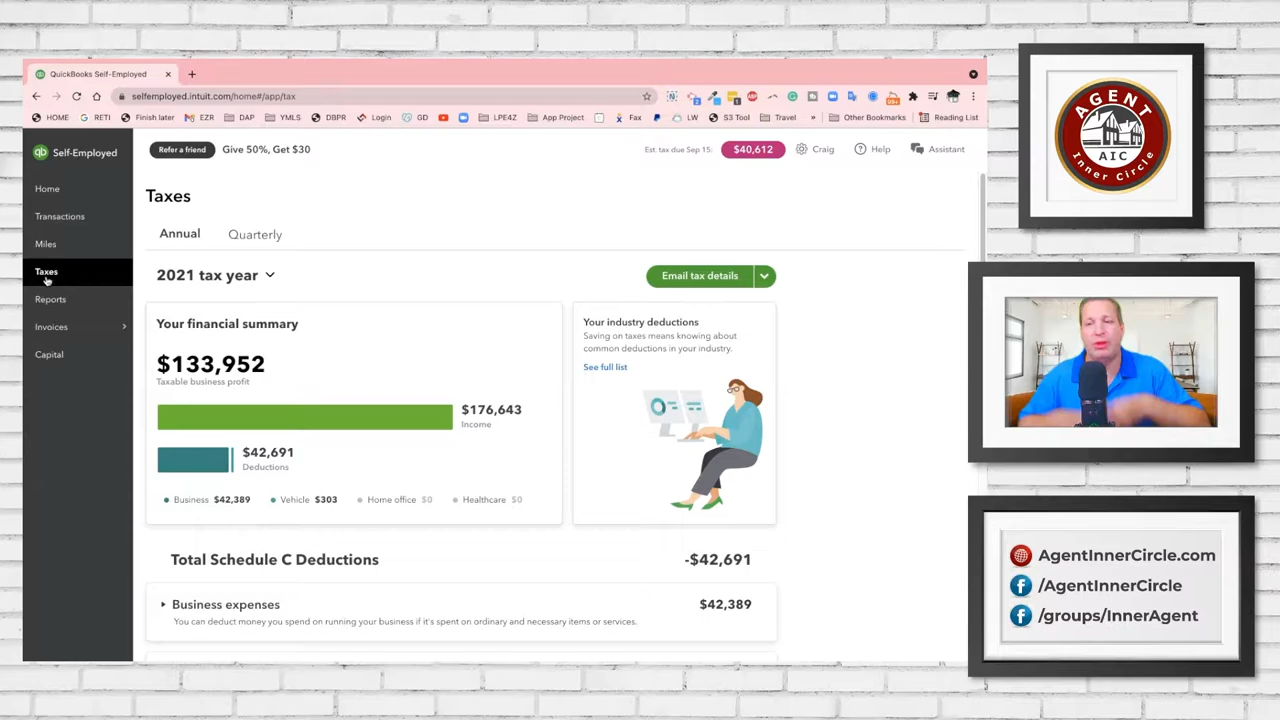 QuickBooks Self-Employed
selfemployed.intuit.com/home#/app/tax
HOME RETI Finish later EZR DAP YMLS DBPR Login GD LPE4Z App Project Fax LW S3 Tool Travel » Other Bookmarks Reading List
qb Self-Employed
Home
Transactions
Miles
Taxes
Reports
Invoices
Capital
Refer a friend Give 50%, Get $30
Est. tax due Sep 15: $40,612 Craig Help Assistant
Taxes
Annual Quarterly
2021 tax year
Email tax details
Your financial summary
$133,952
Taxable business profit
$176,643
Income
$42,691
Deductions
Business $42,389 Vehicle $303 Home office $0 Healthcare $0
Your industry deductions
Saving on taxes means knowing about
common deductions in your industry.
See full list
Total Schedule C Deductions -$42,691
Business expenses $42,389
You can deduct money you spend on running your business if it's spent on ordinary and necessary items or services.
AGENT
AIC
Inner Circle
AgentInnerCircle.com
/AgentInnerCircle
/groups/InnerAgent